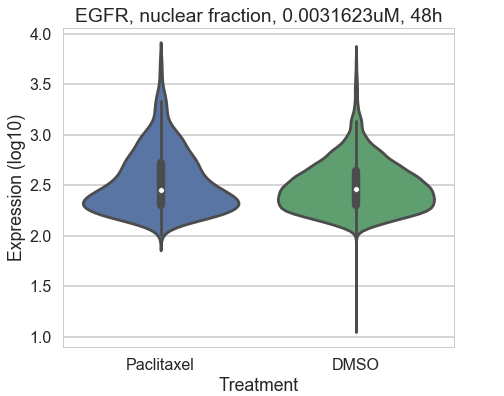 EGFR, nuclear fraction, 0.0031623uM, 48h
4.0
3.5
3.0
2.5
2.0
1.5
1.0
Expression (log10)
Paclitaxel DMSO
Treatment